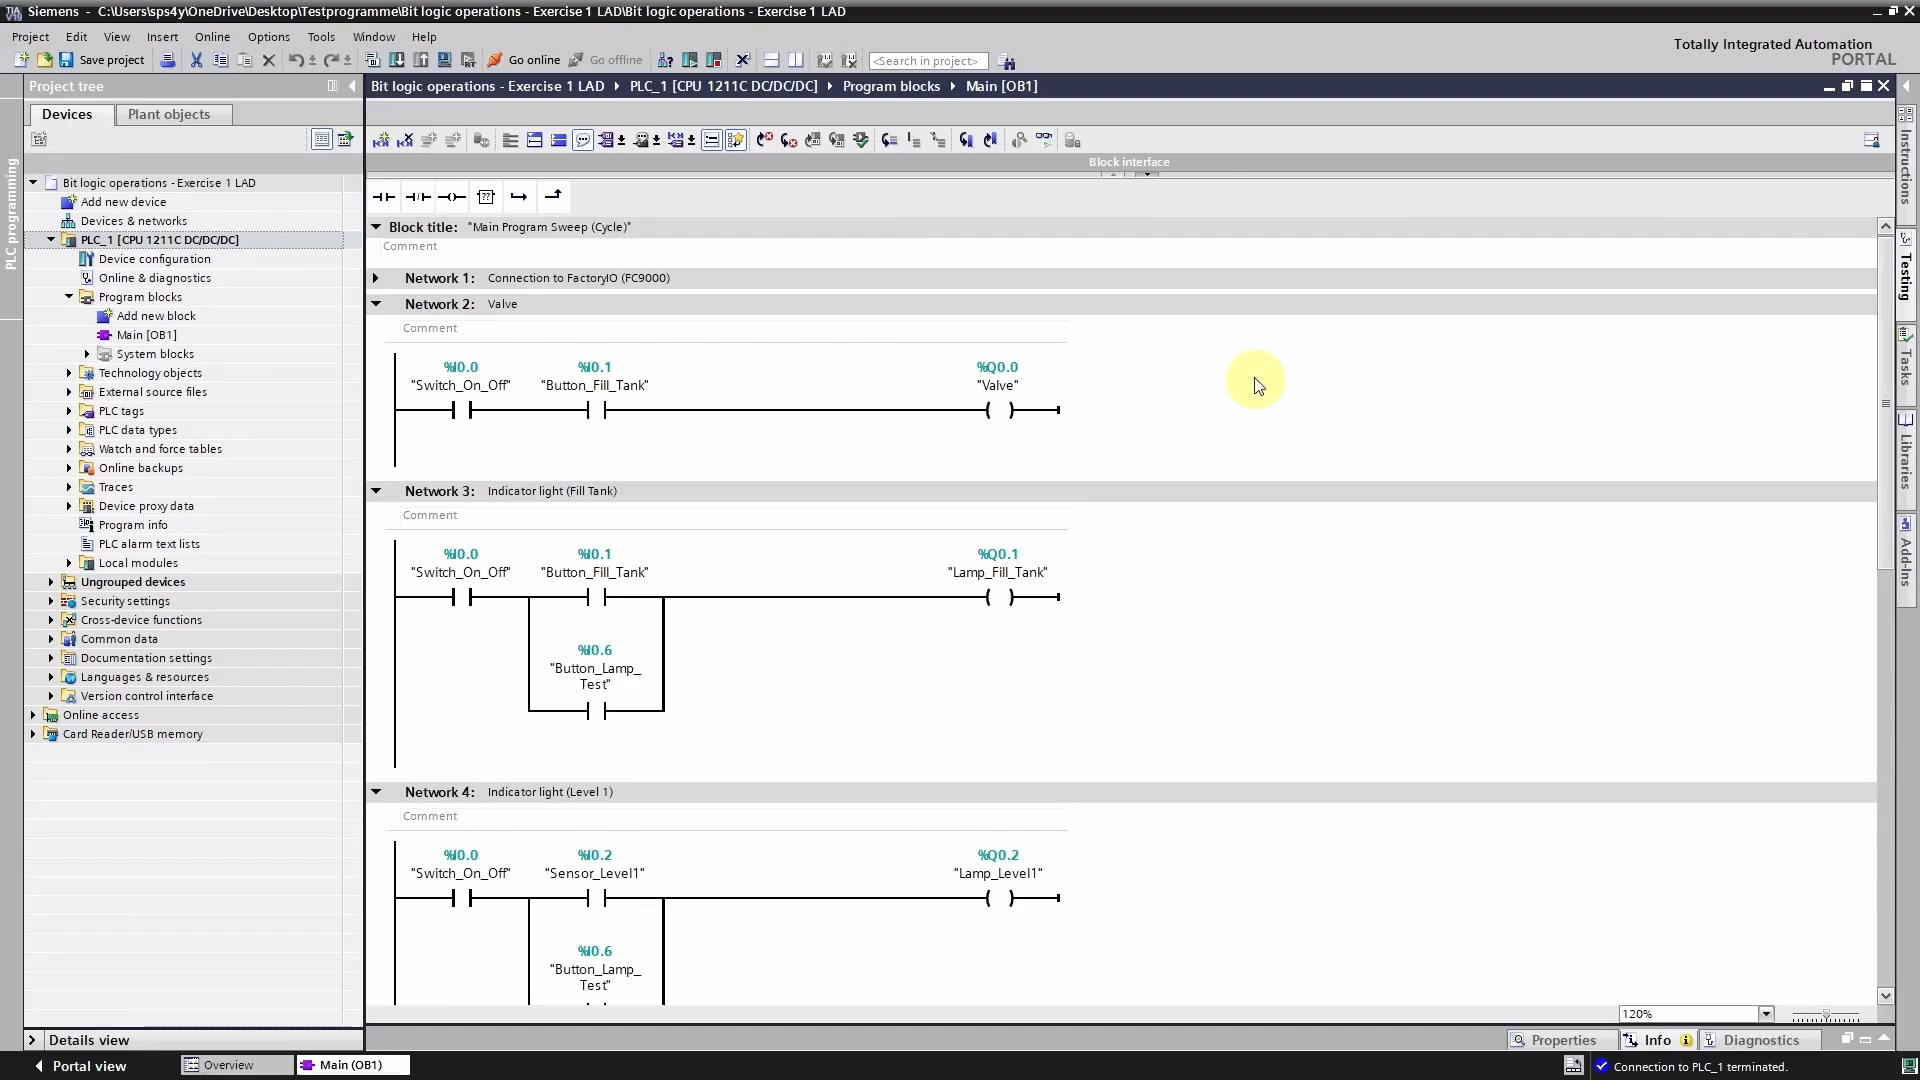 Siemens - C:\Users\sps4y\OneDrive\Desktop\Testprogramme\Bit logic operations - Exercise 1 LAD\Bit logic operations - Exercise 1 LAD
Project Edit View Insert Online Options Tools Window Help
Totally Integrated Automation
PORTAL
Save project
Go online
Go offline
<Search in project>
Project tree
Bit logic operations - Exercise 1 LAD
PLC_1 [CPU 1211C DC/DC/DC]
Program blocks
Main [OB1]
Devices
Plant objects
PLC programming
Block interface
Bit logic operations - Exercise 1 LAD
Add new device
Devices & networks
PLC_1 [CPU 1211C DC/DC/DC]
Device configuration
Online & diagnostics
Program blocks
Add new block
Main [OB1]
System blocks
Technology objects
External source files
PLC tags
PLC data types
Watch and force tables
Online backups
Traces
Device proxy data
Program info
PLC alarm text lists
Local modules
Ungrouped devices
Security settings
Cross-device functions
Common data
Documentation settings
Languages & resources
Version control interface
Online access
Card Reader/USB memory
Details view
??
Block title: "Main Program Sweep (Cycle)"
Comment
Network 1: Connection to FactoryIO (FC9000)
Network 2: Valve
Comment
%I0.0 %I0.1 %Q0.0
"Switch_On_Off" "Button_Fill_Tank" "Valve"
Network 3: Indicator light (Fill Tank)
Comment
%I0.0 %I0.1 %Q0.1
"Switch_On_Off" "Button_Fill_Tank" "Lamp_Fill_Tank"
%I0.6
"Button_Lamp_
Test"
Network 4: Indicator light (Level 1)
Comment
%I0.0 %I0.2 %Q0.2
"Switch_On_Off" "Sensor_Level1" "Lamp_Level1"
%I0.6
"Button_Lamp_
Test"
120%
Instructions
Testing
Tasks
Libraries
Add-Ins
Properties
Info
Diagnostics
Portal view
Overview
Main (OB1)
Connection to PLC_1 terminated.